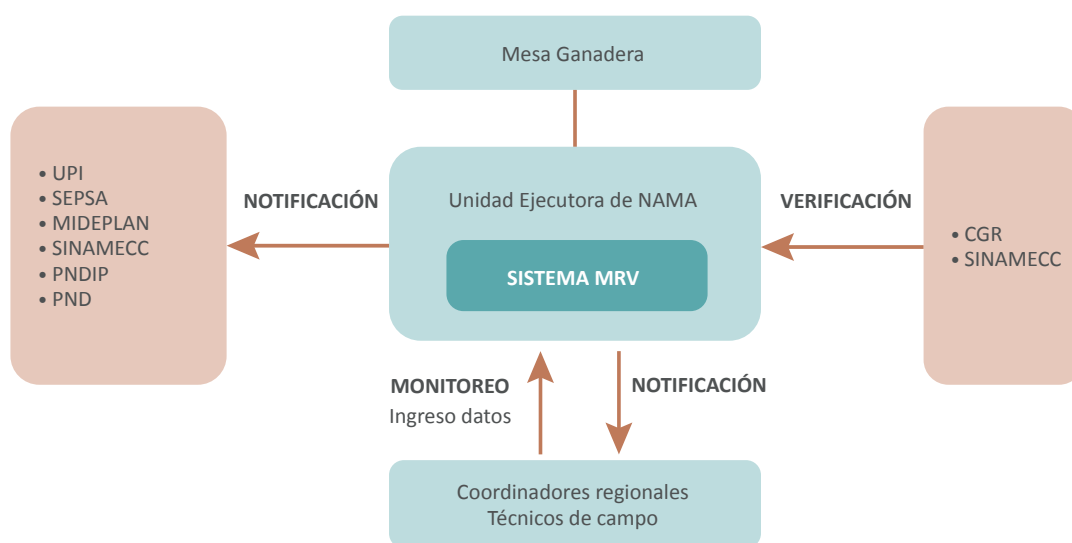 Mesa Ganadera
• UPI
• SEPSA
• MIDEPLAN
• SINAMECC
• PNDIP
• PND
NOTIFICACIÓN
Unidad Ejecutora de NAMA
SISTEMA MRV
VERIFICACIÓN
• CGR
• SINAMECC
MONITOREO
Ingreso datos
NOTIFICACIÓN
Coordinadores regionales
Técnicos de campo